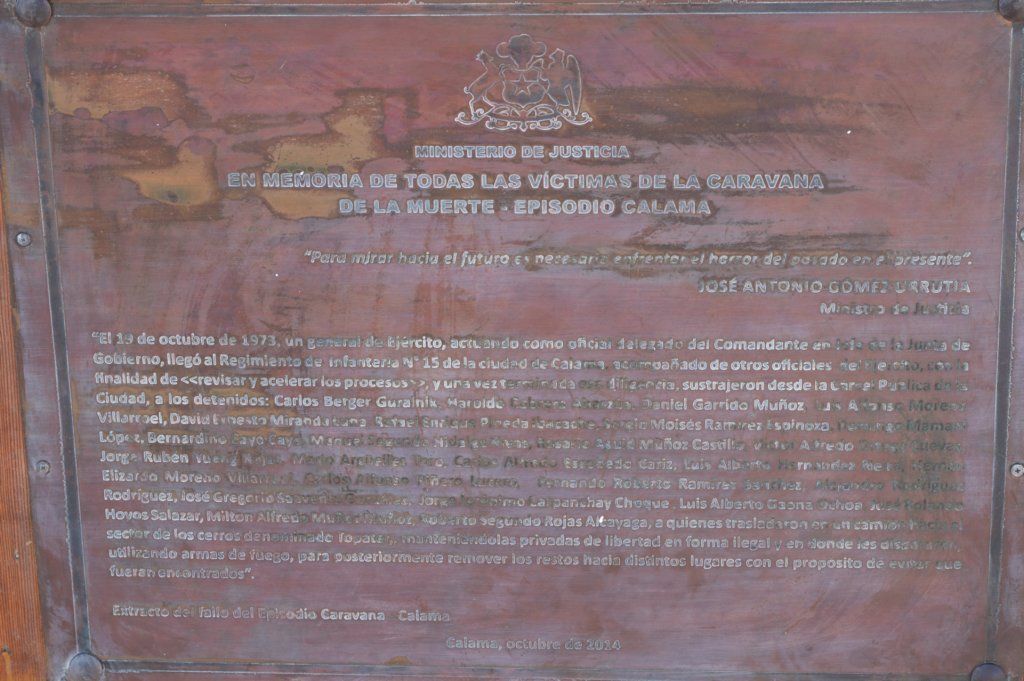 MINISTERIO DE JUSTICIA
EN MEMORIA DE TODAS LAS VÍCTIMAS DE LA CARAVANA
DE LA MUERTE - EPISODIO CALAMA
"Para mirar hacia el futuro es necesario enfrentar el horror del pasado en el presente".
JOSÉ ANTONIO GÓMEZ URRUTIA
Ministro de Justicia
"El 19 de octubre de 1973, un general de Ejército, actuando como oficial delegado del Comandante en Jefe de la Junta de
Gobierno, llegó al Regimiento de Infantería N° 15 de la ciudad de Calama, acompañado de otros oficiales del Ejército, con la
finalidad de <<revisar y acelerar los procesos>>, y una vez terminada esa diligencia, sustrajeron desde la Cárcel Pública de la
Ciudad, a los detenidos: Carlos Berger Guralnik, Haroldo Cabrera Abarzúa, Daniel Garrido Muñoz, Luis Alfonso Moreno
Villarroel, David Ernesto Miranda Luna, Rafael Enrique Pineda Ibacache, Sergio Moisés Ramírez Espinoza, Domingo Mamani
López, Bernardino Cayo Cayo, Manuel Segundo Hidalgo Rivas, Rosario Aguid Muñoz Castillo, Víctor Alfredo Ortega Cuevas,
Jorge Rubén Yueng Rojas, Mario Argüelles Toro, Carlos Alfredo Escobedo Cariz, Luis Alberto Hernández Neira, Hernán
Elizardo Moreno Villarroel, Carlos Alfonso Piñero Lucero, Fernando Roberto Ramírez Sánchez, Alejandro Rodríguez
Rodríguez, José Gregorio Saavedra González, Jorge Jerónimo Carpanchay Choque, Luis Alberto Gaona Ochoa José Rolando
Hoyos Salazar, Milton Alfredo Muñoz Muñoz, Roberto Segundo Rojas Alcayaga, a quienes trasladaron en un camión hacia el
sector de los cerros denominado Topater, manteniéndolas privadas de libertad en forma ilegal y en donde les dispararon,
utilizando armas de fuego, para posteriormente remover los restos hacia distintos lugares con el propósito de evitar que
fueran encontrados".
Extracto del fallo del Episodio Caravana Calama
Calama, octubre de 2014